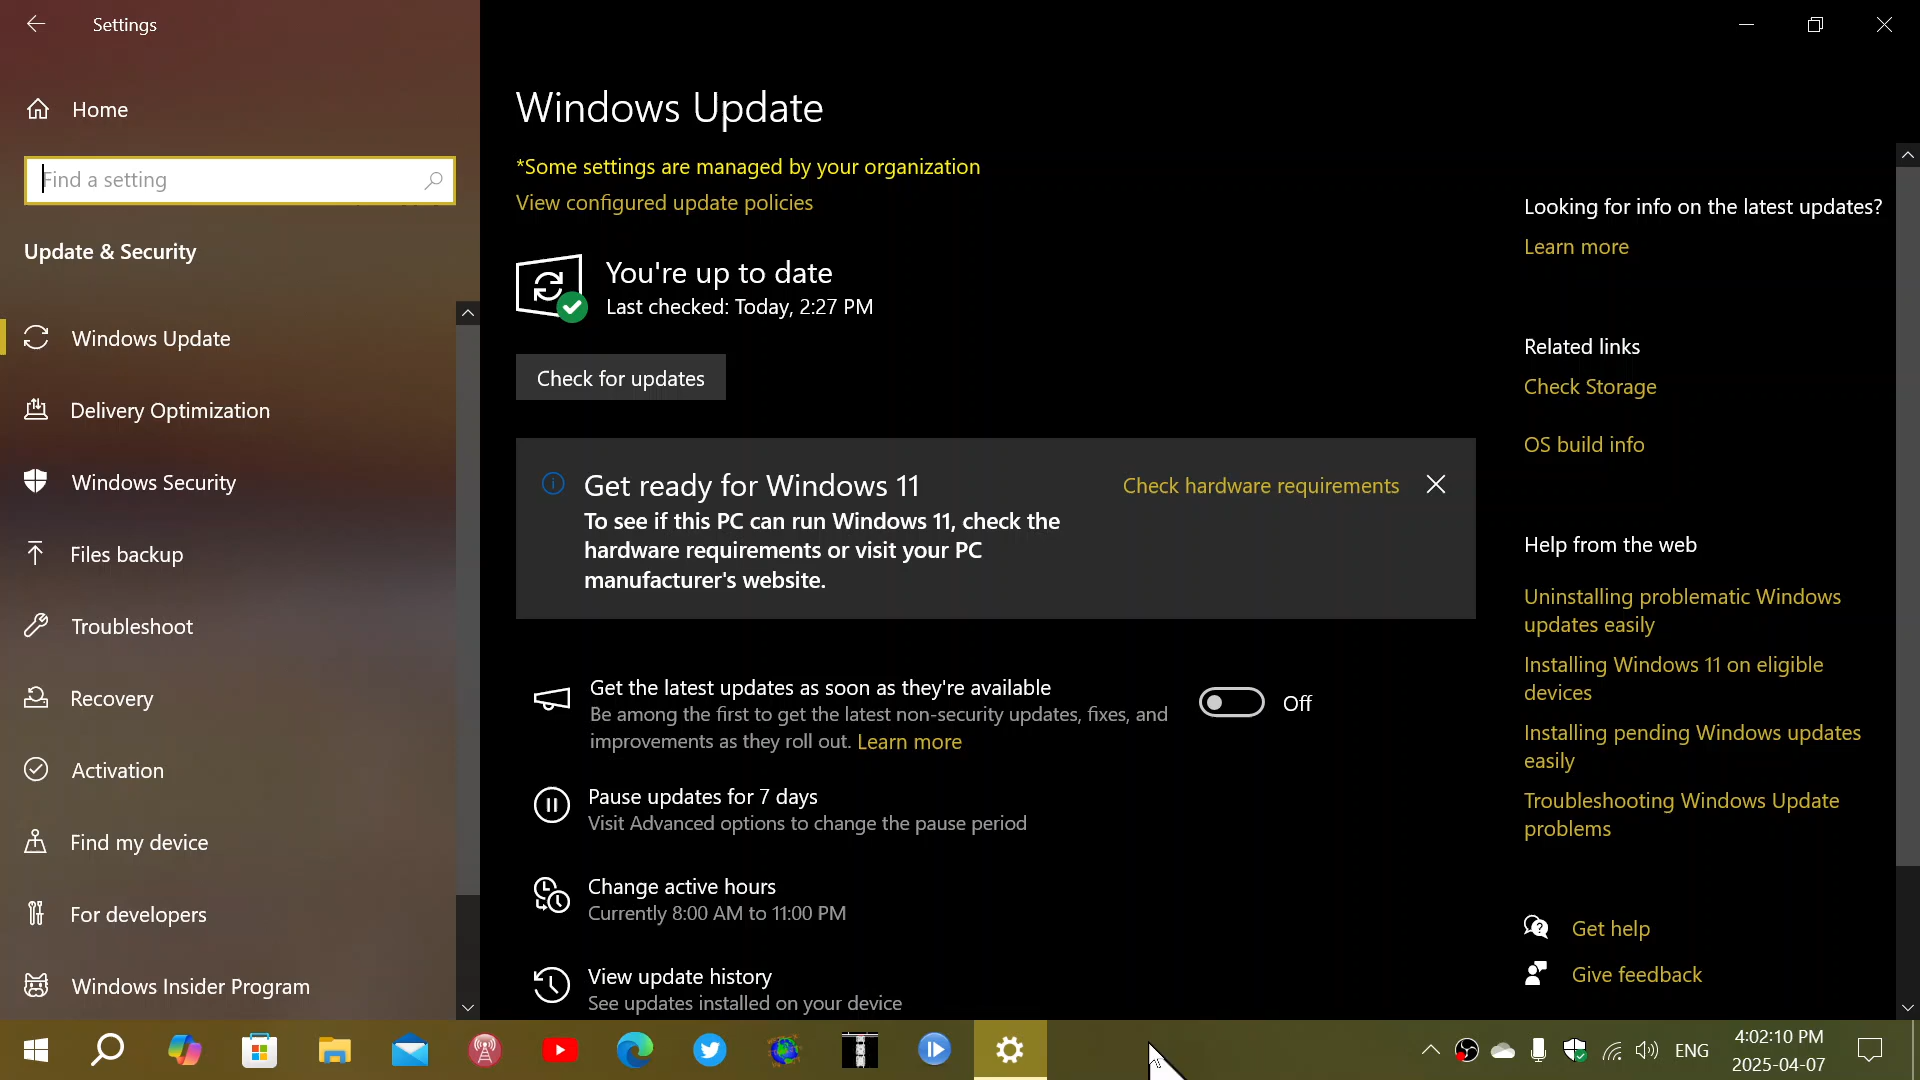 Settings
Home
Find a setting
Update & Security
Windows Update
Delivery Optimization
Windows Security
Files backup
Troubleshoot
Recovery
Activation
Find my device
For developers
Windows Insider Program
Windows Update
*Some settings are managed by your organization
View configured update policies
You're up to date
Last checked: Today, 2:27 PM
Check for updates
Get ready for Windows 11
To see if this PC can run Windows 11, check the
hardware requirements or visit your PC
manufacturer's website.
Check hardware requirements
Get the latest updates as soon as they're available
Be among the first to get the latest non-security updates, fixes, and
improvements as they roll out. Learn more
Off
Pause updates for 7 days
Visit Advanced options to change the pause period
Change active hours
Currently 8:00 AM to 11:00 PM
View update history
See updates installed on your device
Looking for info on the latest updates?
Learn more
Related links
Check Storage
OS build info
Help from the web
Uninstalling problematic Windows
updates easily
Installing Windows 11 on eligible
devices
Installing pending Windows updates
easily
Troubleshooting Windows Update
problems
Get help
Give feedback
ENG
4:02:10 PM
2025-04-07